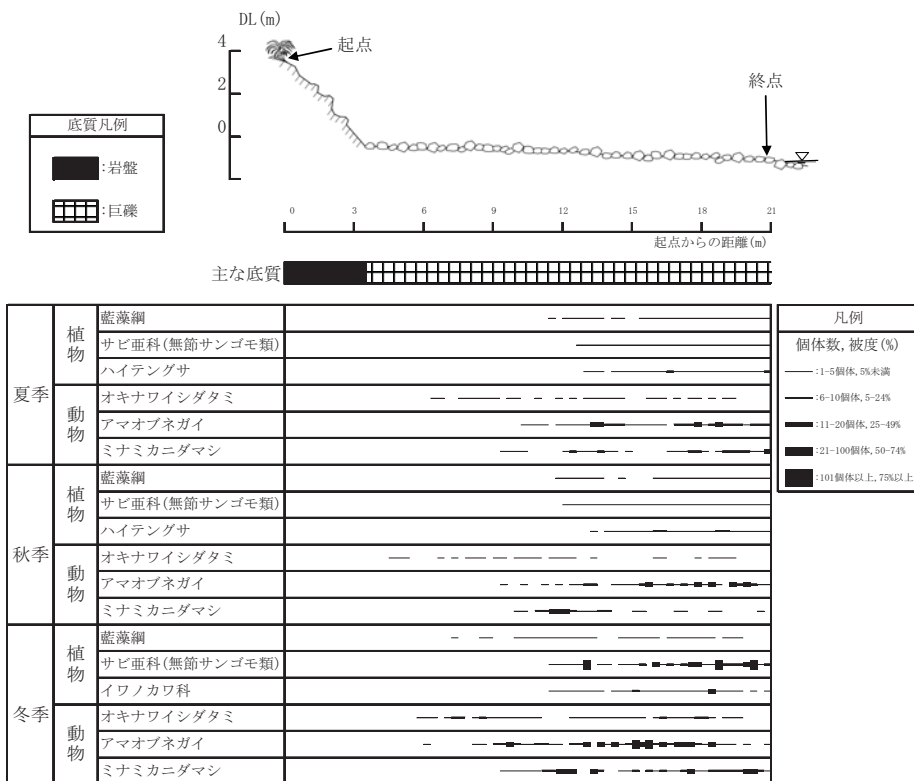 DL(m)
4
2
0
起点
終点
底質凡例
:岩盤
:巨礫
0 3 6 9 12 15 18 21
起点からの距離(m)
主な底質
夏季
植物
藍藻綱
サビ亜科(無節サンゴモ類)
ハイテングサ
動物
オキナワイシダタミ
アマオブネガイ
ミナミカニダマシ
秋季
植物
藍藻綱
サビ亜科(無節サンゴモ類)
ハイテングサ
動物
オキナワイシダタミ
アマオブネガイ
ミナミカニダマシ
冬季
植物
藍藻綱
サビ亜科(無節サンゴモ類)
イワノカワ科
動物
オキナワイシダタミ
アマオブネガイ
ミナミカニダマシ
凡例
個体数,被度(%)
:1-5個体,5%未満
:6-10個体,5-24%
:11-20個体,25-49%
:21-100個体,50-74%
:101個体以上,75%以上